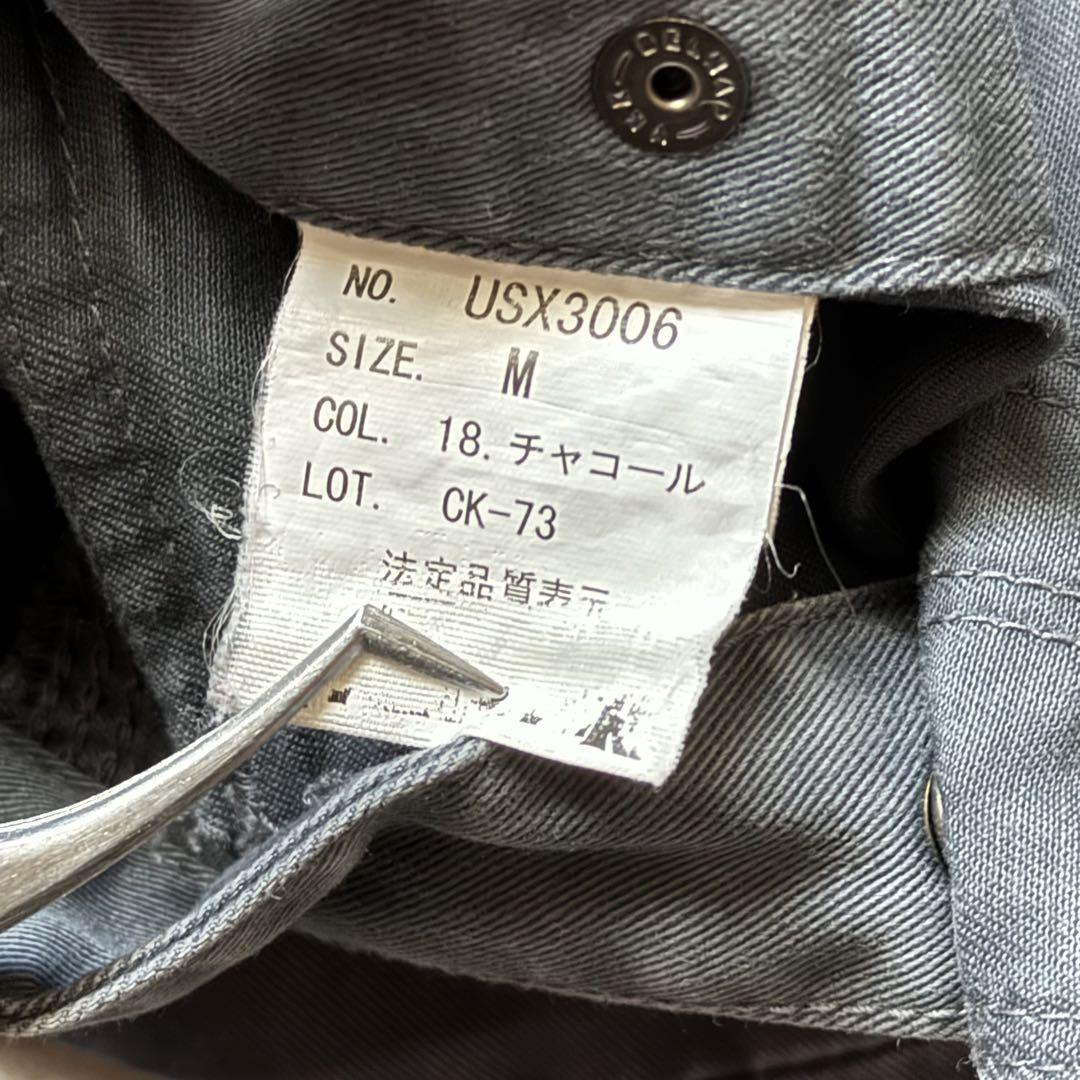 NO. USX3006
SIZE. M
COL. 18.チャコール
LOT. CK-73
法定品質表示